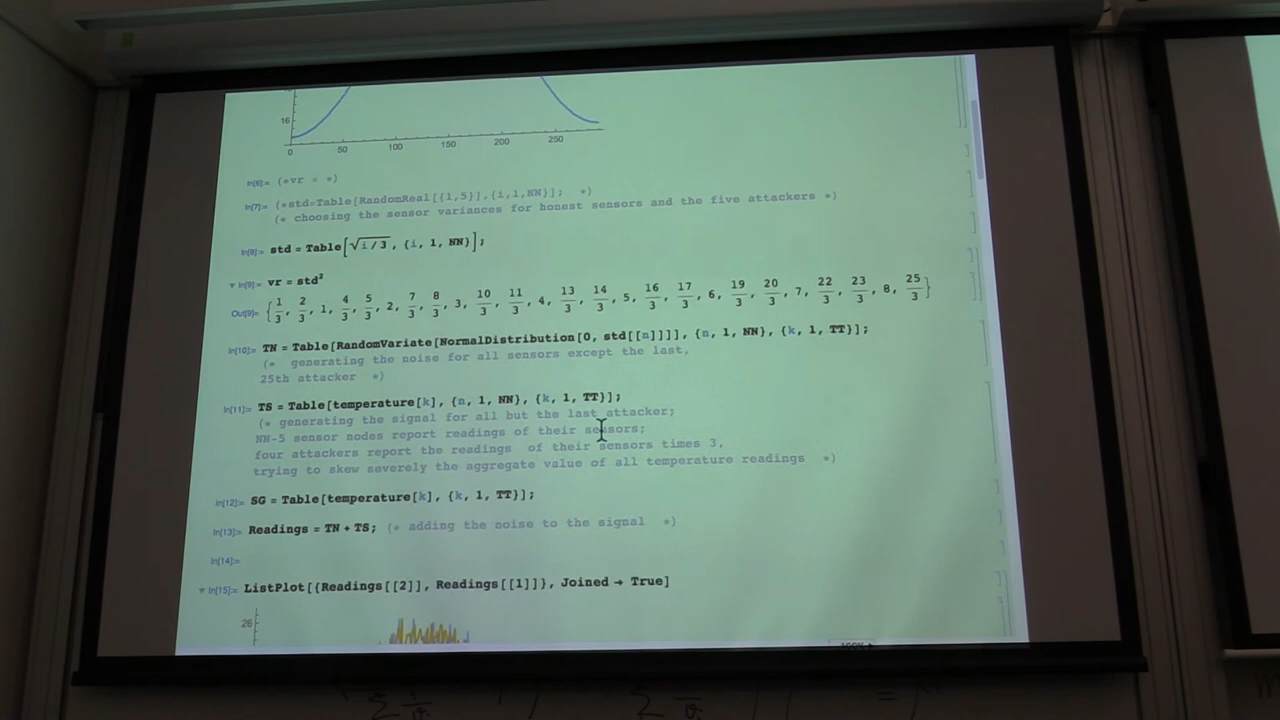 16
0 50 100 150 200 250
In[6]:= (*vr = *)
In[7]:= (*std=Table[RandomReal[{1,5}],{i,1,NN}]; *)
(* choosing the sensor variances for honest sensors and the five attackers *)
In[8]:= std = Table[√i/3, {i, 1, NN}];
In[9]:= vr = std²
Out[9]= {1/3, 2/3, 1, 4/3, 5/3, 2, 7/3, 8/3, 3, 10/3, 11/3, 4, 13/3, 14/3, 5, 16/3, 17/3, 6, 19/3, 20/3, 7, 22/3, 23/3, 8, 25/3}
In[10]:= TN = Table[RandomVariate[NormalDistribution[0, std[[n]]]], {n, 1, NN}, {k, 1, TT}];
(* generating the noise for all sensors except the last,
25th attacker *)
In[11]:= TS = Table[temperature[k], {n, 1, NN}, {k, 1, TT}];
(* generating the signal for all but the last attacker;
NN-5 sensor nodes report readings of their sensors;
four attackers report the readings of their sensors times 3,
trying to skew severely the aggregate value of all temperature readings *)
In[12]:= SG = Table[temperature[k], {k, 1, TT}];
In[13]:= Readings = TN + TS; (* adding the noise to the signal *)
In[14]:=
In[15]:= ListPlot[{Readings[[2]], Readings[[1]]}, Joined → True]
26